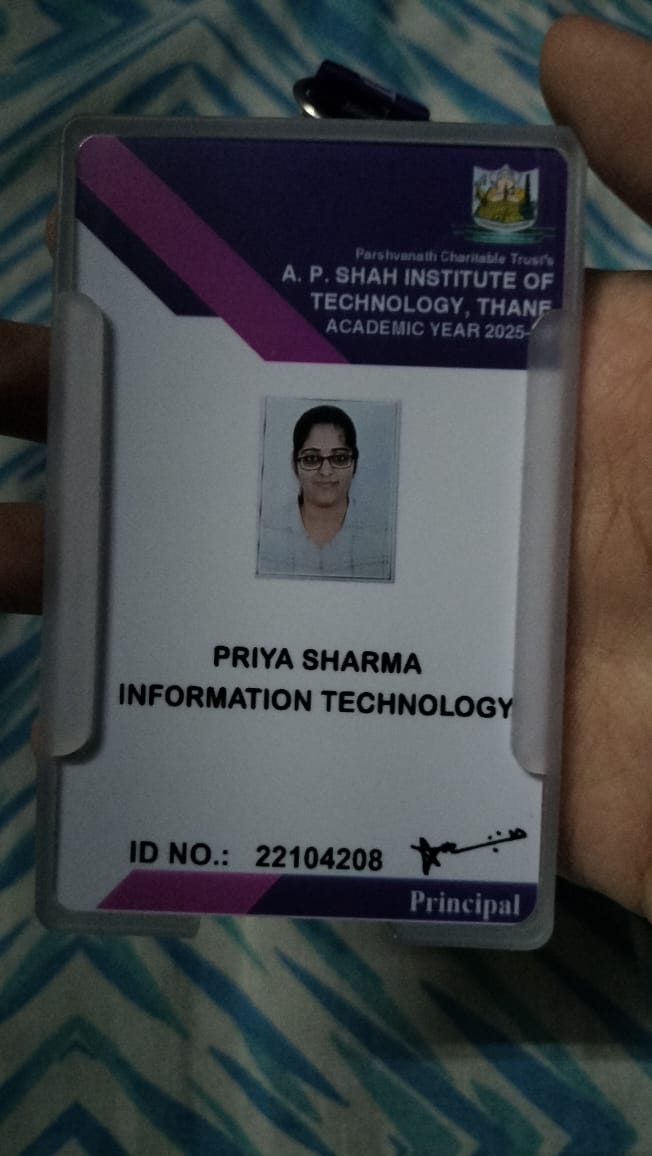 Parshvanath Charitable Trust's
A. P. SHAH INSTITUTE OF
TECHNOLOGY, THANE
ACADEMIC YEAR 2025-
PRIYA SHARMA
INFORMATION TECHNOLOGY
ID NO.: 22104208
Principal